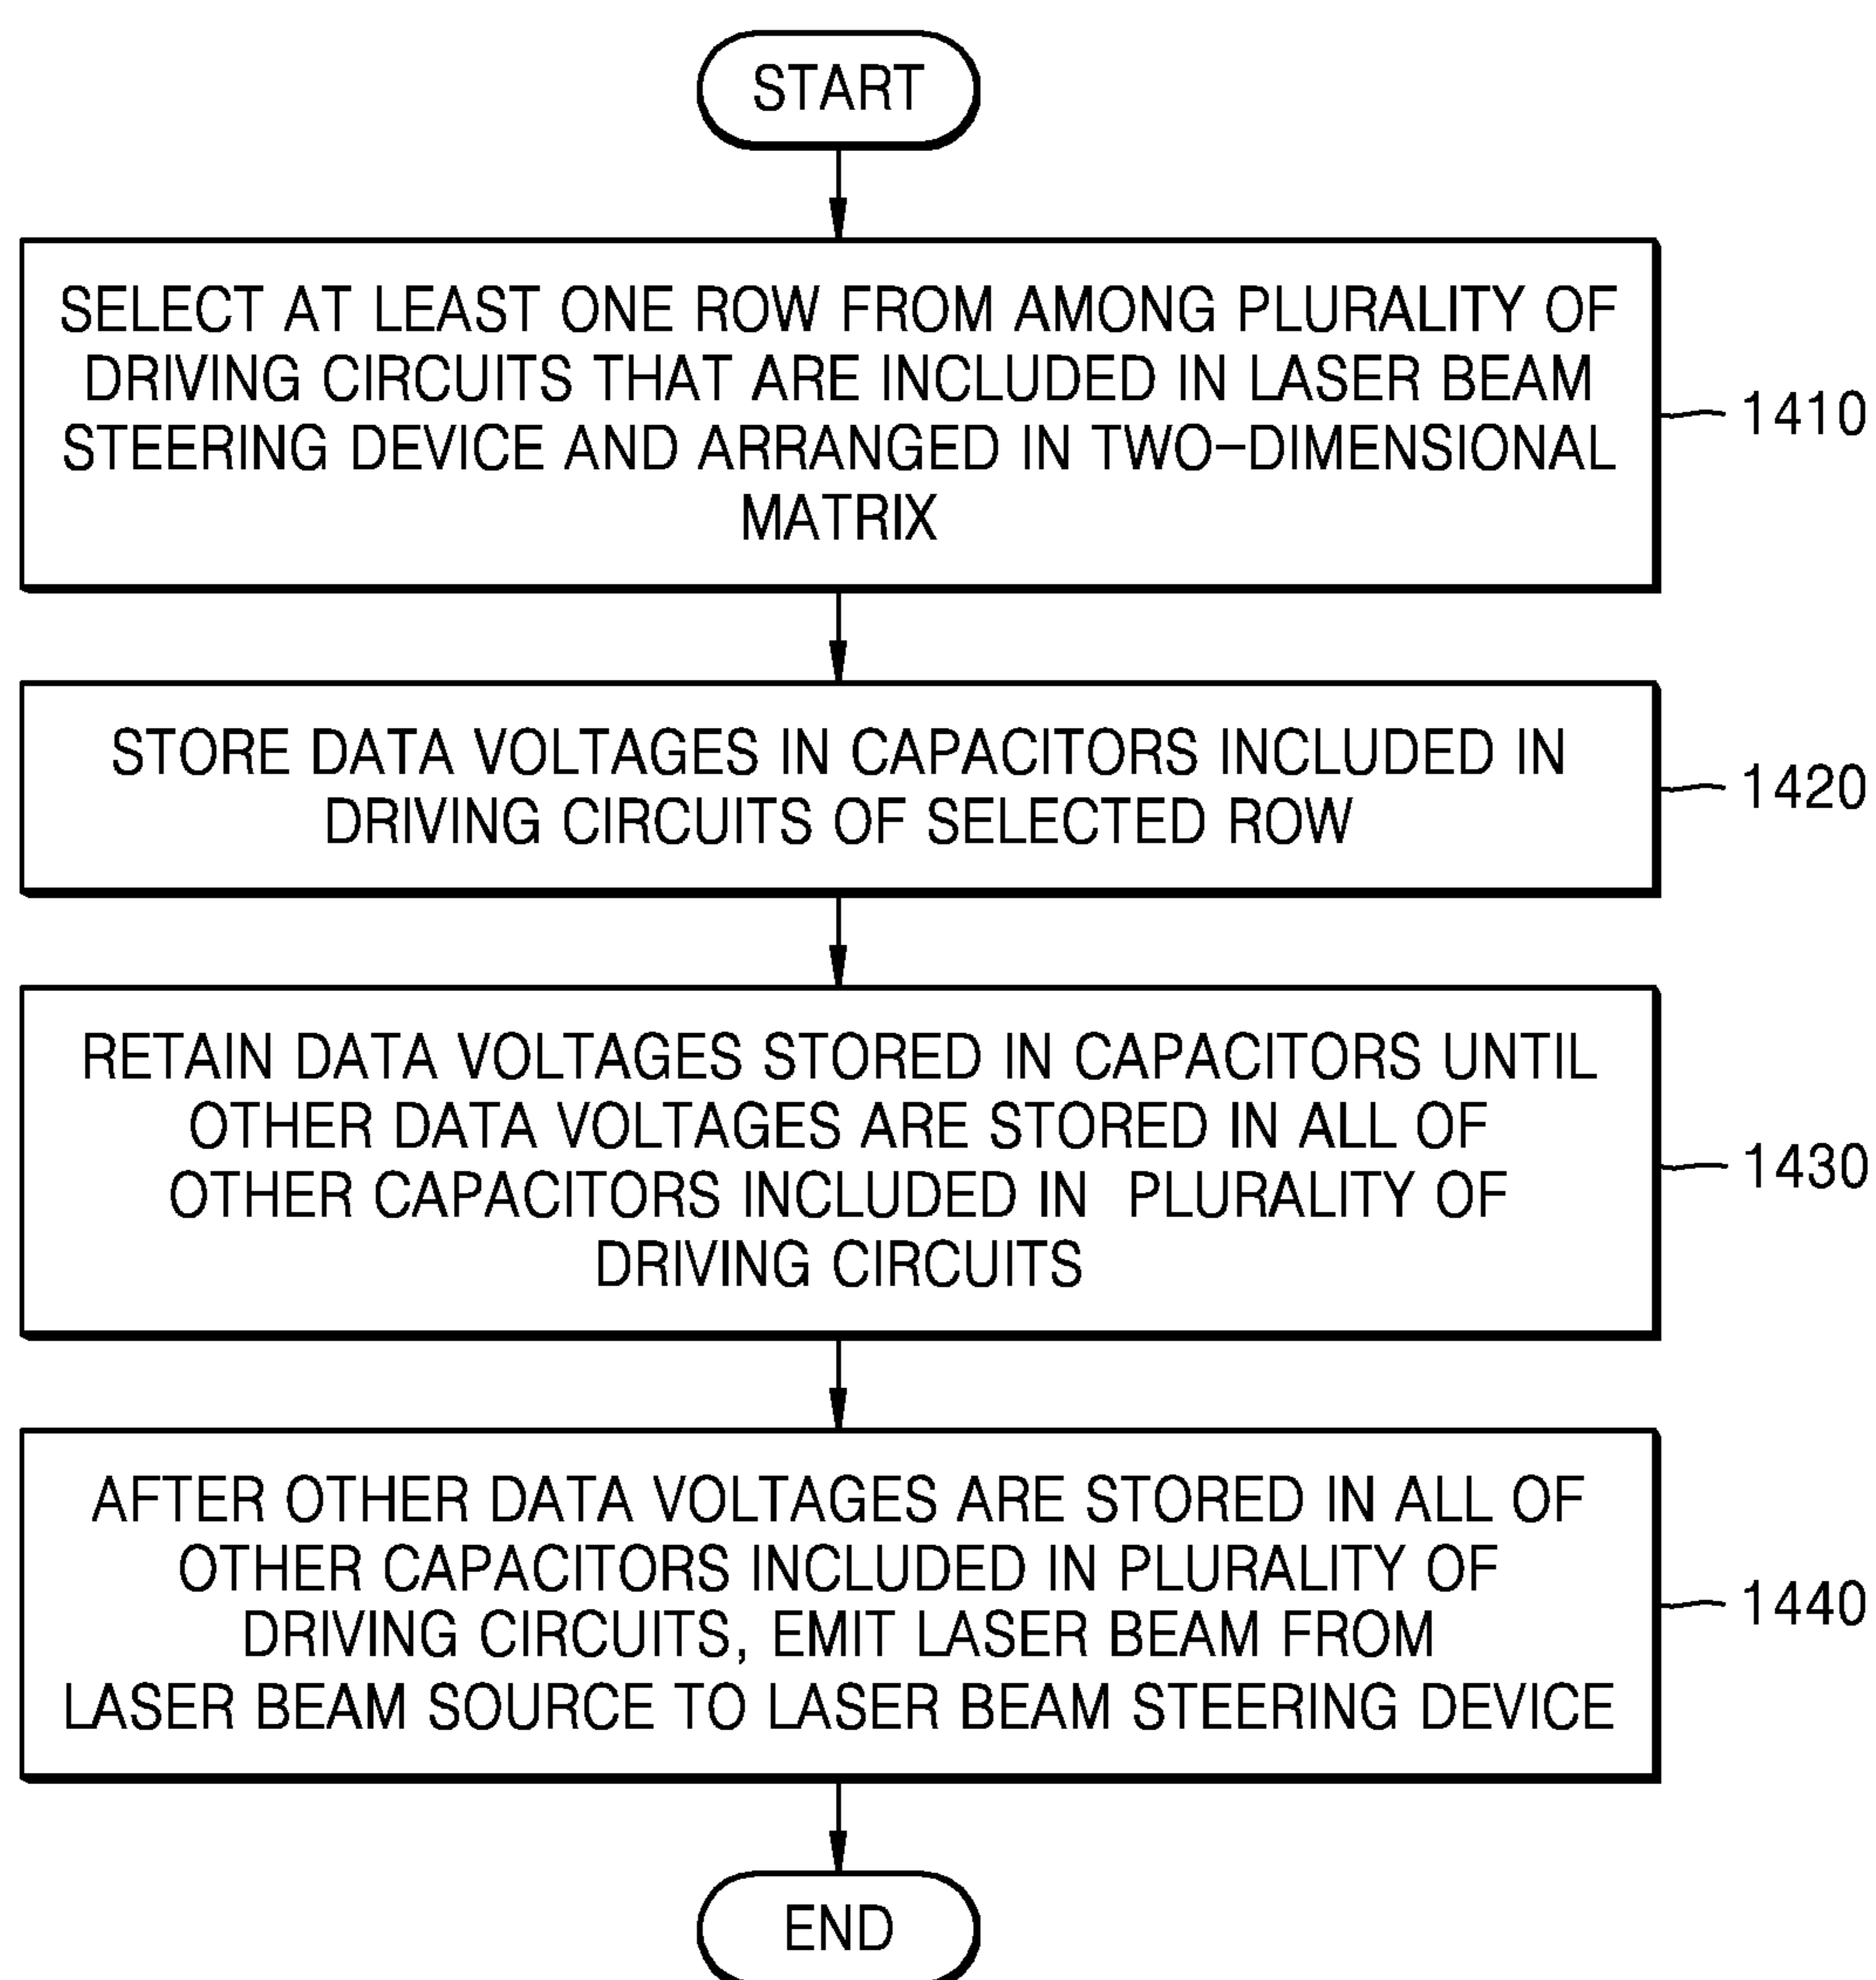 START
SELECT AT LEAST ONE ROW FROM AMONG PLURALITY OF
DRIVING CIRCUITS THAT ARE INCLUDED IN LASER BEAM
STEERING DEVICE AND ARRANGED IN TWO-DIMENSIONAL
MATRIX
1410
STORE DATA VOLTAGES IN CAPACITORS INCLUDED IN
DRIVING CIRCUITS OF SELECTED ROW
1420
RETAIN DATA VOLTAGES STORED IN CAPACITORS UNTIL
OTHER DATA VOLTAGES ARE STORED IN ALL OF
OTHER CAPACITORS INCLUDED IN PLURALITY OF
DRIVING CIRCUITS
1430
AFTER OTHER DATA VOLTAGES ARE STORED IN ALL OF
OTHER CAPACITORS INCLUDED IN PLURALITY OF
DRIVING CIRCUITS, EMIT LASER BEAM FROM
LASER BEAM SOURCE TO LASER BEAM STEERING DEVICE
1440
END